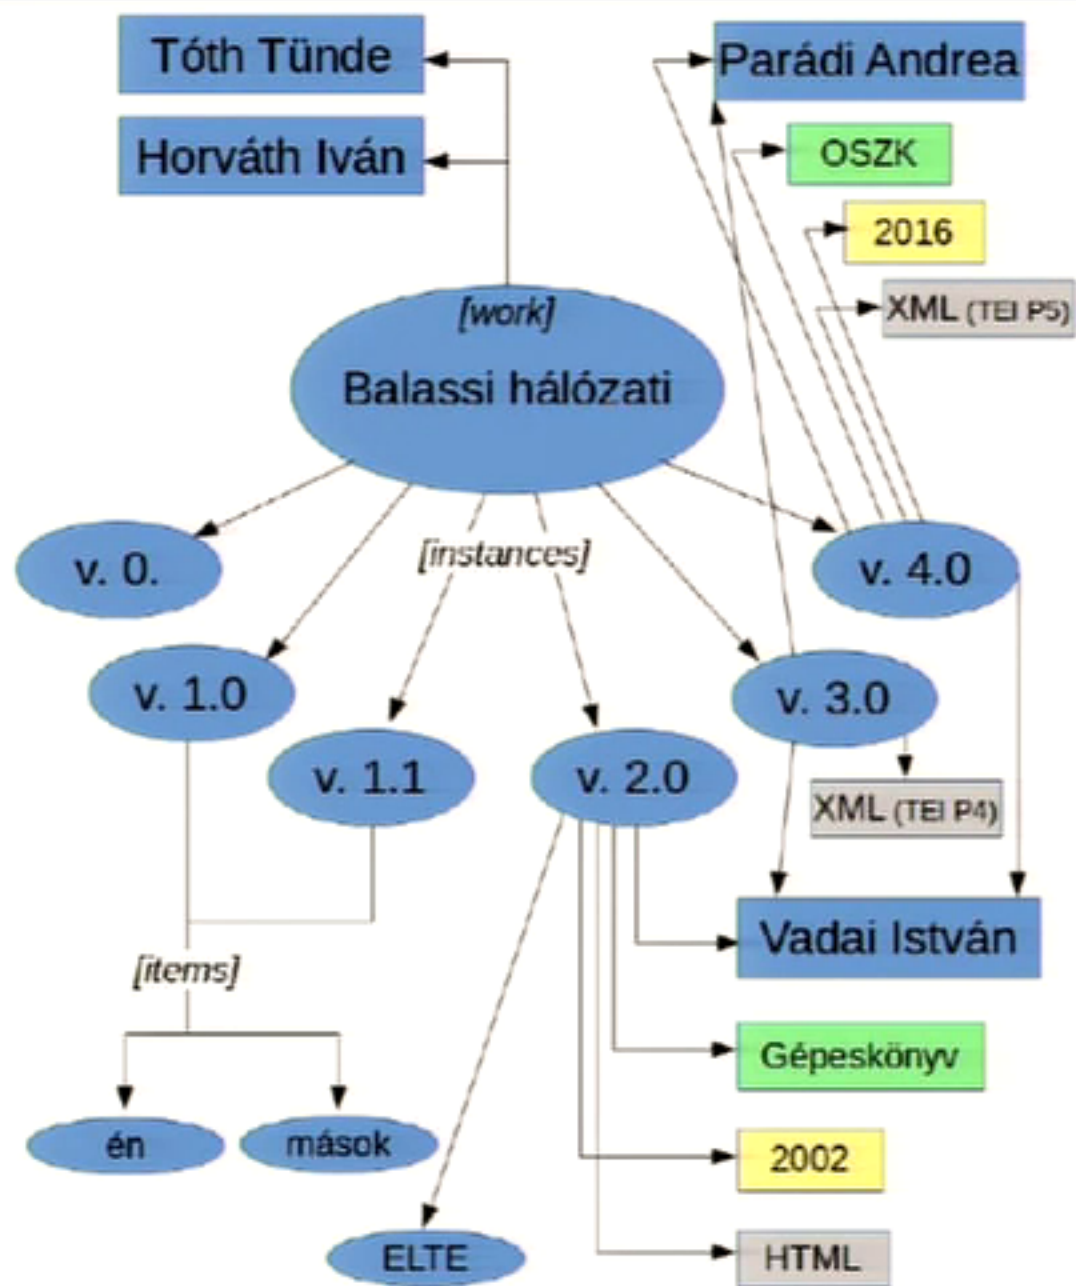 Tóth Tünde
Parádi Andrea
Horváth Iván
OSZK
2016
XML (TEI P5)
[work]
Balassi hálózati
[instances]
v. 0.
v. 4.0
v. 1.0
v. 3.0
v. 1.1
v. 2.0
XML (TEI P4)
Vadai István
[items]
Gépeskönyv
én
mások
2002
ELTE
HTML